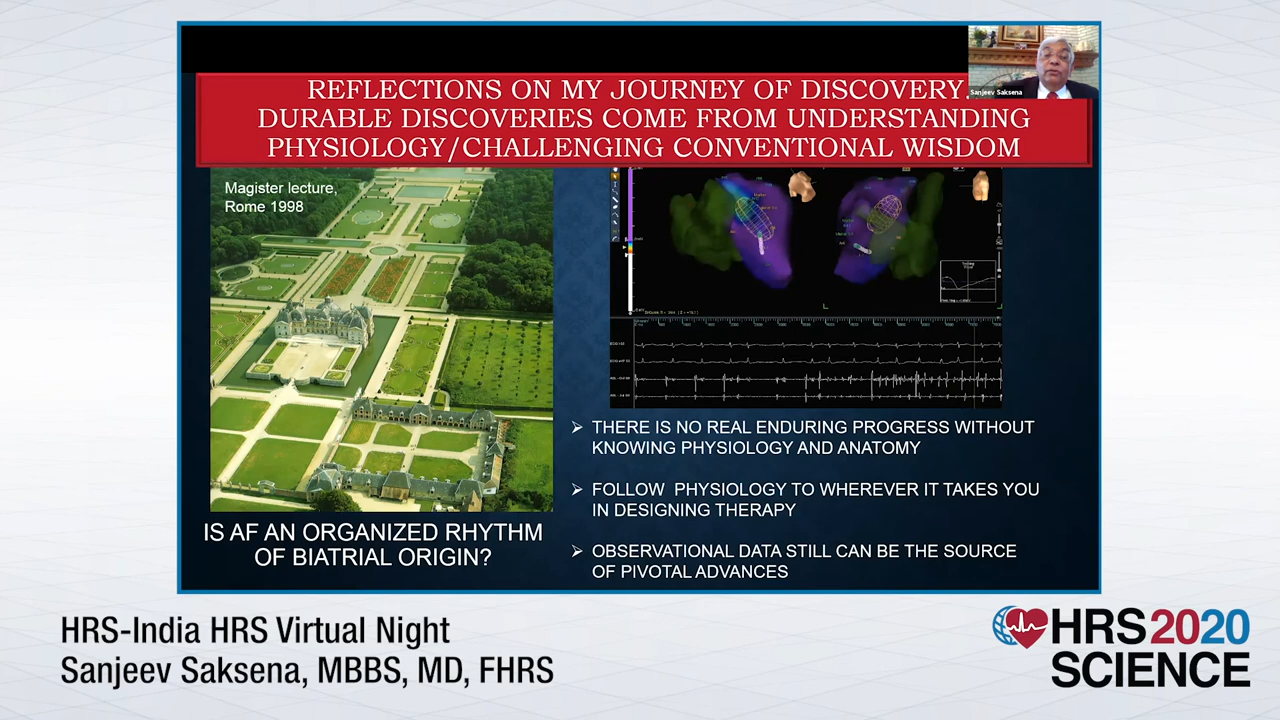 Sanjeev Saksena
REFLECTIONS ON MY JOURNEY OF DISCOVERY.
DURABLE DISCOVERIES COME FROM UNDERSTANDING
PHYSIOLOGY/CHALLENGING CONVENTIONAL WISDOM
Magister lecture,
Rome 1998
IS AF AN ORGANIZED RHYTHM
OF BIATRIAL ORIGIN?
➢ THERE IS NO REAL ENDURING PROGRESS WITHOUT
KNOWING PHYSIOLOGY AND ANATOMY
➢ FOLLOW PHYSIOLOGY TO WHEREVER IT TAKES YOU
IN DESIGNING THERAPY
➢ OBSERVATIONAL DATA STILL CAN BE THE SOURCE
OF PIVOTAL ADVANCES
HRS-India HRS Virtual Night
Sanjeev Saksena, MBBS, MD, FHRS
HRS2020
SCIENCE